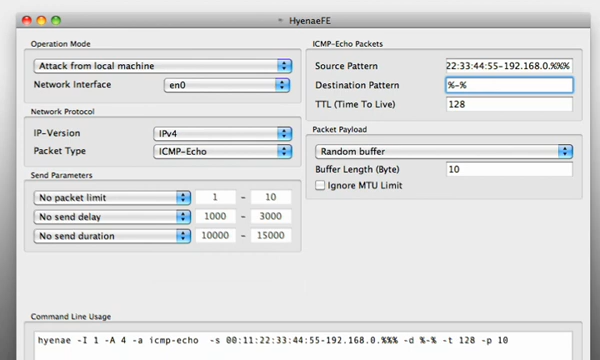 HyenaeFE
Operation Mode
Attack from local machine
Network Interface
en0
Network Protocol
IP-Version
IPv4
Packet Type
ICMP-Echo
Send Parameters
No packet limit
1 - 10
No send delay
1000 - 3000
No send duration
10000 - 15000
ICMP-Echo Packets
Source Pattern
22:33:44:55-192.168.0.%%%
Destination Pattern
%-%
TTL (Time To Live)
128
Packet Payload
Random buffer
Buffer Length (Byte)
10
Ignore MTU Limit
Command Line Usage
hyenae -I 1 -A 4 -a icmp-echo -s 00:11:22:33:44:55-192.168.0.%%% -d %-% -t 128 -p 10